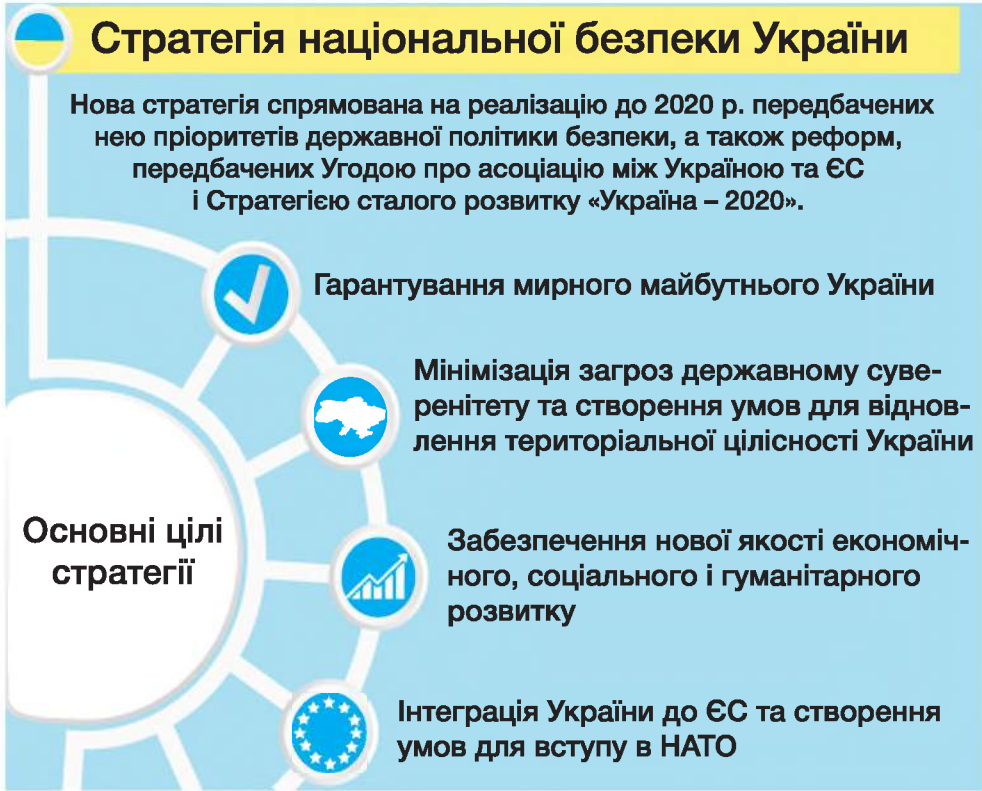 Стратегія національної безпеки України
Нова стратегія спрямована на реалізацію до 2020 р. передбачених
нею пріоритетів державної політики безпеки, а також реформ,
передбачених Угодою про асоціацію між Україною та ЄС
і Стратегією сталого розвитку «Україна – 2020».
Основні цілі
стратегії
Гарантування мирного майбутнього України
Мінімізація загроз державному суве-
ренітету та створення умов для віднов-
лення територіальної цілісності України
Забезпечення нової якості економіч-
ного, соціального і гуманітарного
розвитку
Інтеграція України до ЄС та створення
умов для вступу в НАТО